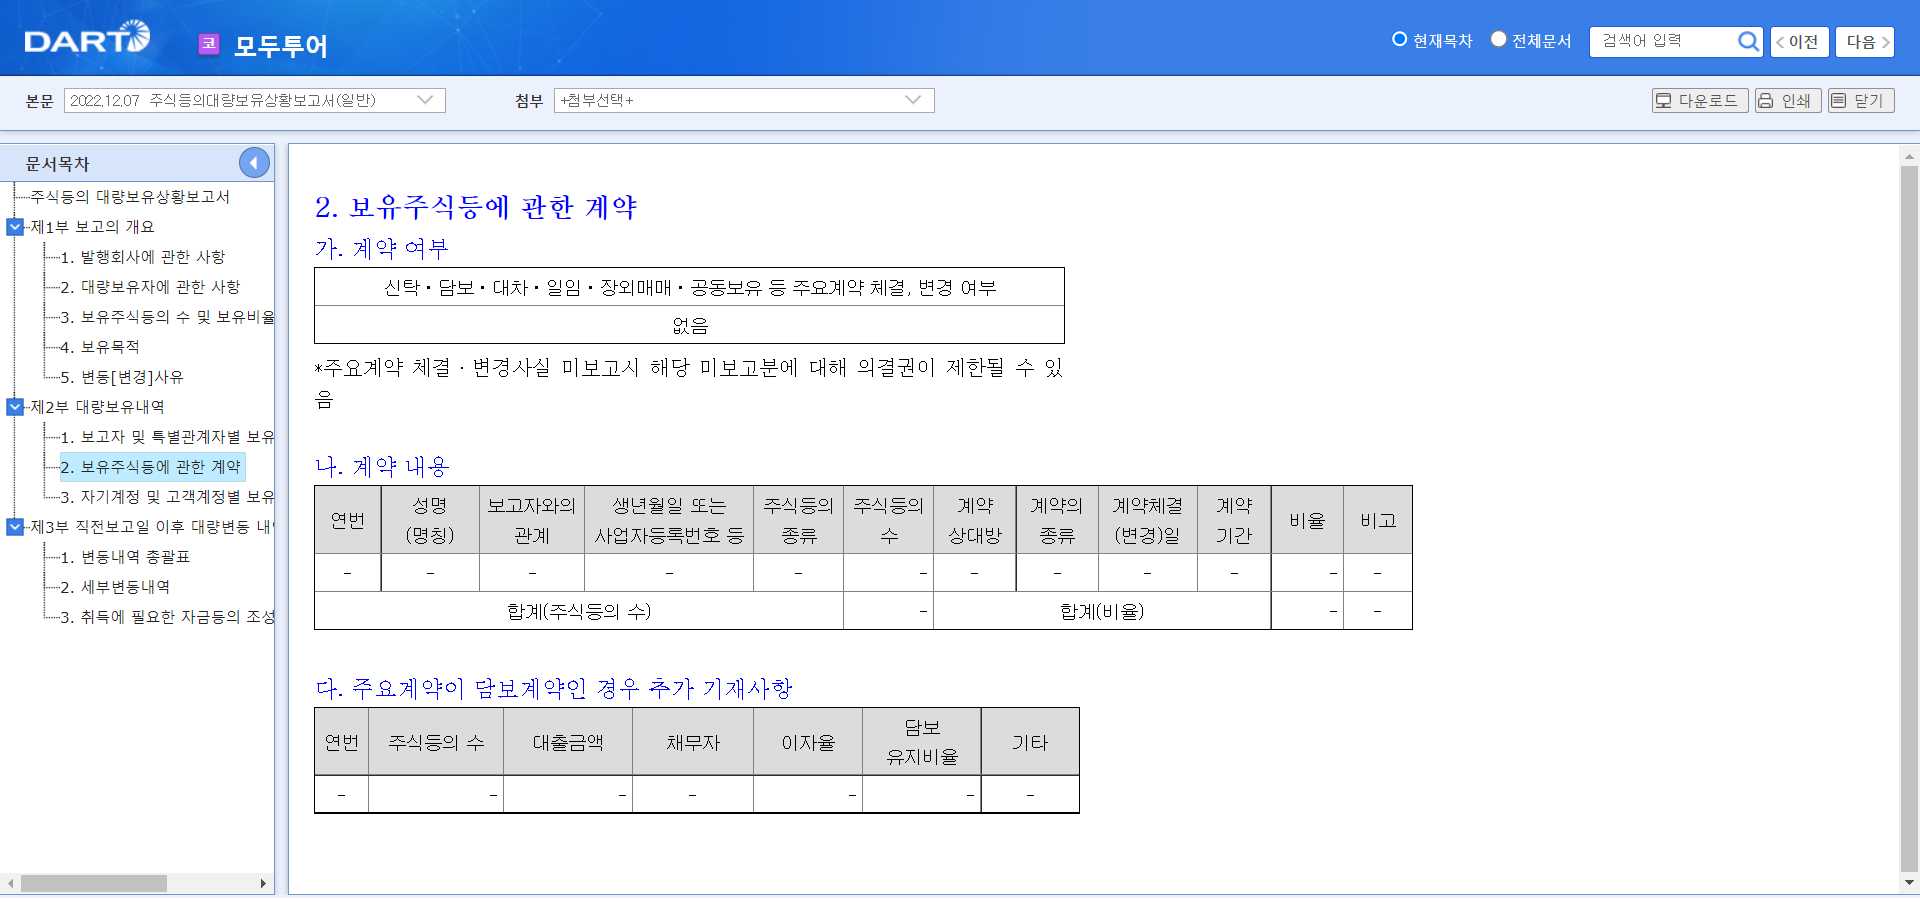 DART
코 모두투어
현재목차 전체문서 검색어 입력 이전 다음
본문 2022.12.07 주식등의대량보유상황보고서(일반) 첨부 +첨부선택+ 다운로드 인쇄 닫기
문서목차
주식등의 대량보유상황보고서
제1부 보고의 개요
1. 발행회사에 관한 사항
2. 대량보유자에 관한 사항
3. 보유주식등의 수 및 보유비율
4. 보유목적
5. 변동[변경]사유
제2부 대량보유내역
1. 보고자 및 특별관계자별 보유
2. 보유주식등에 관한 계약
3. 자기계정 및 고객계정별 보유
제3부 직전보고일 이후 대량변동 내
1. 변동내역 총괄표
2. 세부변동내역
3. 취득에 필요한 자금등의 조성
2. 보유주식등에 관한 계약
가. 계약 여부
신탁・담보・대차・일임・장외매매・공동보유 등 주요계약 체결, 변경 여부
없음
*주요계약 체결ㆍ변경사실 미보고시 해당 미보고분에 대해 의결권이 제한될 수 있
음
나. 계약 내용
연번 성명 (명칭) 보고자와의 관계 생년월일 또는 사업자등록번호 등 주식등의 종류 주식등의 수 계약 상대방 계약의 종류 계약체결 (변경)일 계약 기간 비율 비고
- - - - - - - - - - - -
합계(주식등의 수) - 합계(비율) - -
다. 주요계약이 담보계약인 경우 추가 기재사항
연번 주식등의 수 대출금액 채무자 이자율 담보 유지비율 기타
- - - - - - -